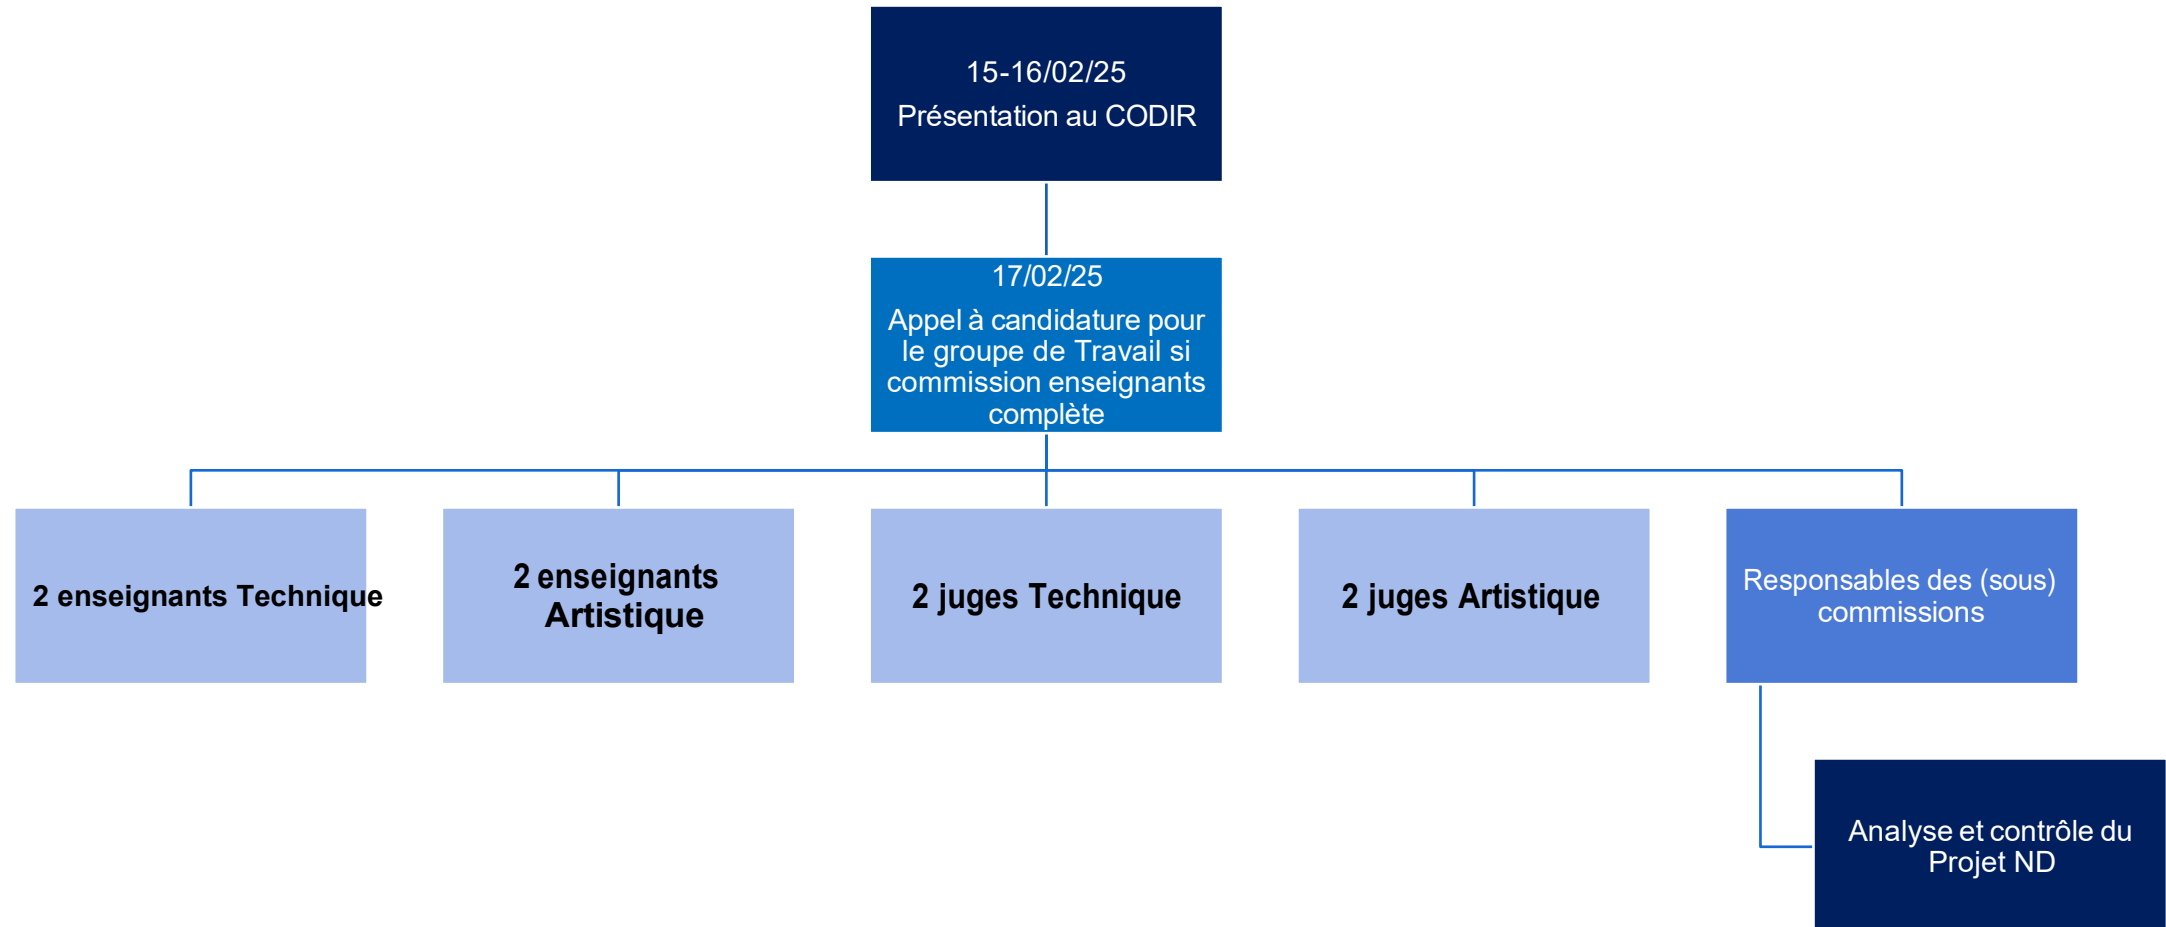 15-16/02/25
Présentation au CODIR
17/02/25
Appel à candidature pour
le groupe de Travail si
commission enseignants
complète
2 enseignants Technique
2 enseignants
Artistique
2 juges Technique
2 juges Artistique
Responsables des (sous)
commissions
Analyse et contrôle du
Projet ND